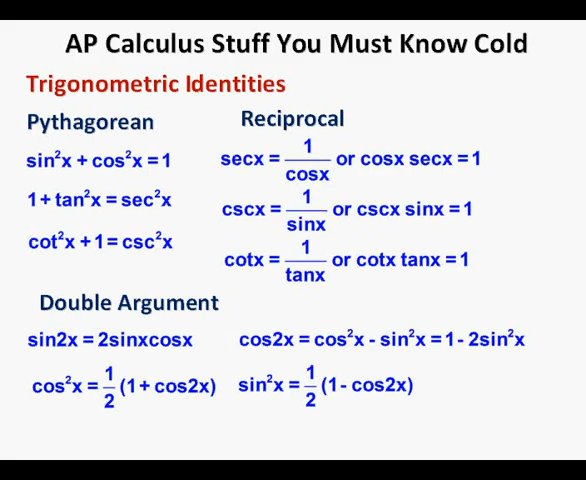 AP Calculus Stuff You Must Know Cold
Trigonometric Identities
Pythagorean
sin²x + cos²x = 1
1 + tan²x = sec²x
cot²x + 1 = csc²x
Reciprocal
secx = 1/cosx or cosx secx = 1
cscx = 1/sinx or cscx sinx = 1
cotx = 1/tanx or cotx tanx = 1
Double Argument
sin2x = 2sinxcosx
cos2x = cos²x - sin²x = 1 - 2sin²x
cos²x = 1/2 (1 + cos2x)
sin²x = 1/2 (1 - cos2x)